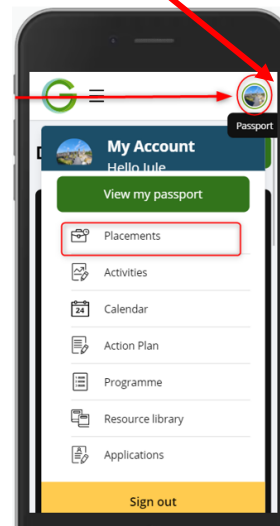 G
Passport
My Account
Hello Jule
View my passport
Placements
Activities
24
Calendar
Action Plan
Programme
Resource library
Applications
Sign out